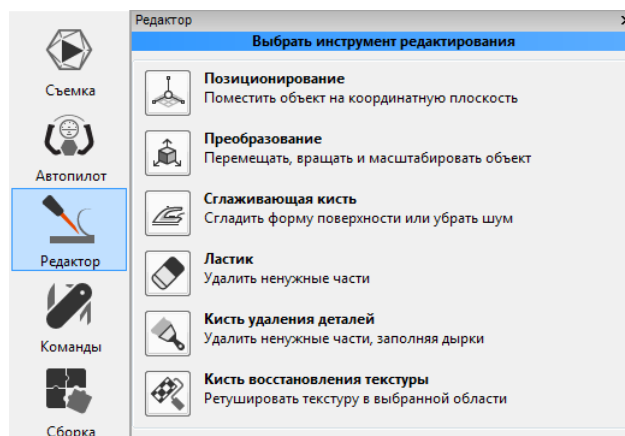 Редактор
Выбрать инструмент редактирования
Съемка
Автопилот
Редактор
Команды
Сборка
Позиционирование
Поместить объект на координатную плоскость
Преобразование
Перемещать, вращать и масштабировать объект
Сглаживающая кисть
Сгладить форму поверхности или убрать шум
Ластик
Удалить ненужные части
Кисть удаления деталей
Удалить ненужные части, заполняя дырки
Кисть восстановления текстуры
Ретушировать текстуру в выбранной области